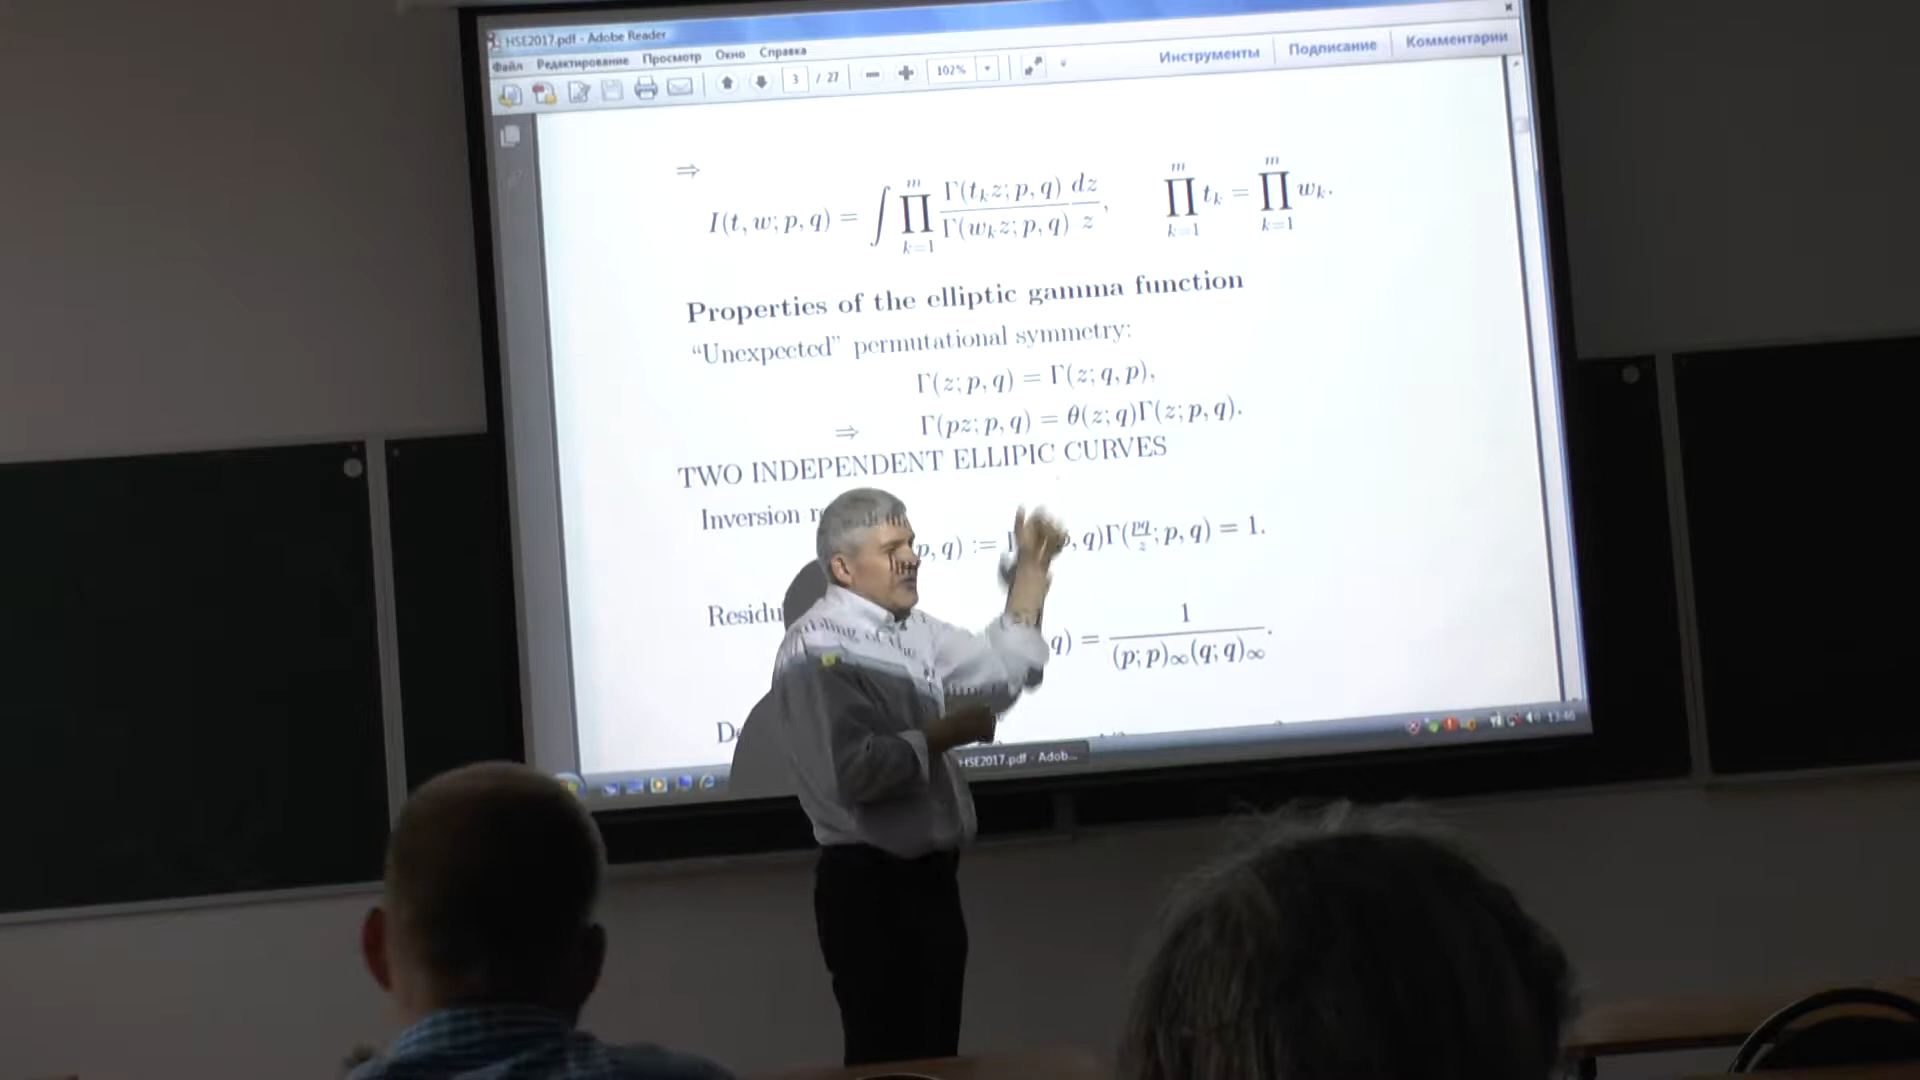 HSE2017.pdf - Adobe Reader
Файл Редактирование Просмотр Окно Справка
Инструменты Подписание Комментарии
3 / 27 102%
⇒
I(t, w; p, q) = ∫ ∏_{k=1}^{m} Γ(t_k z; p, q) / Γ(w_k z; p, q) dz/z, ∏_{k=1}^{m} t_k = ∏_{k=1}^{m} w_k.
Properties of the elliptic gamma function
“Unexpected” permutational symmetry:
Γ(z; p, q) = Γ(z; q, p),
⇒ Γ(pz; p, q) = θ(z; q)Γ(z; p, q).
TWO INDEPENDENT ELLIPIC CURVES
Inversion
p, q) := , q)Γ(pq/z; p, q) = 1.
q) = 1 / (p; p)∞(q; q)∞.
HSE2017.pdf - Adob...
13:46